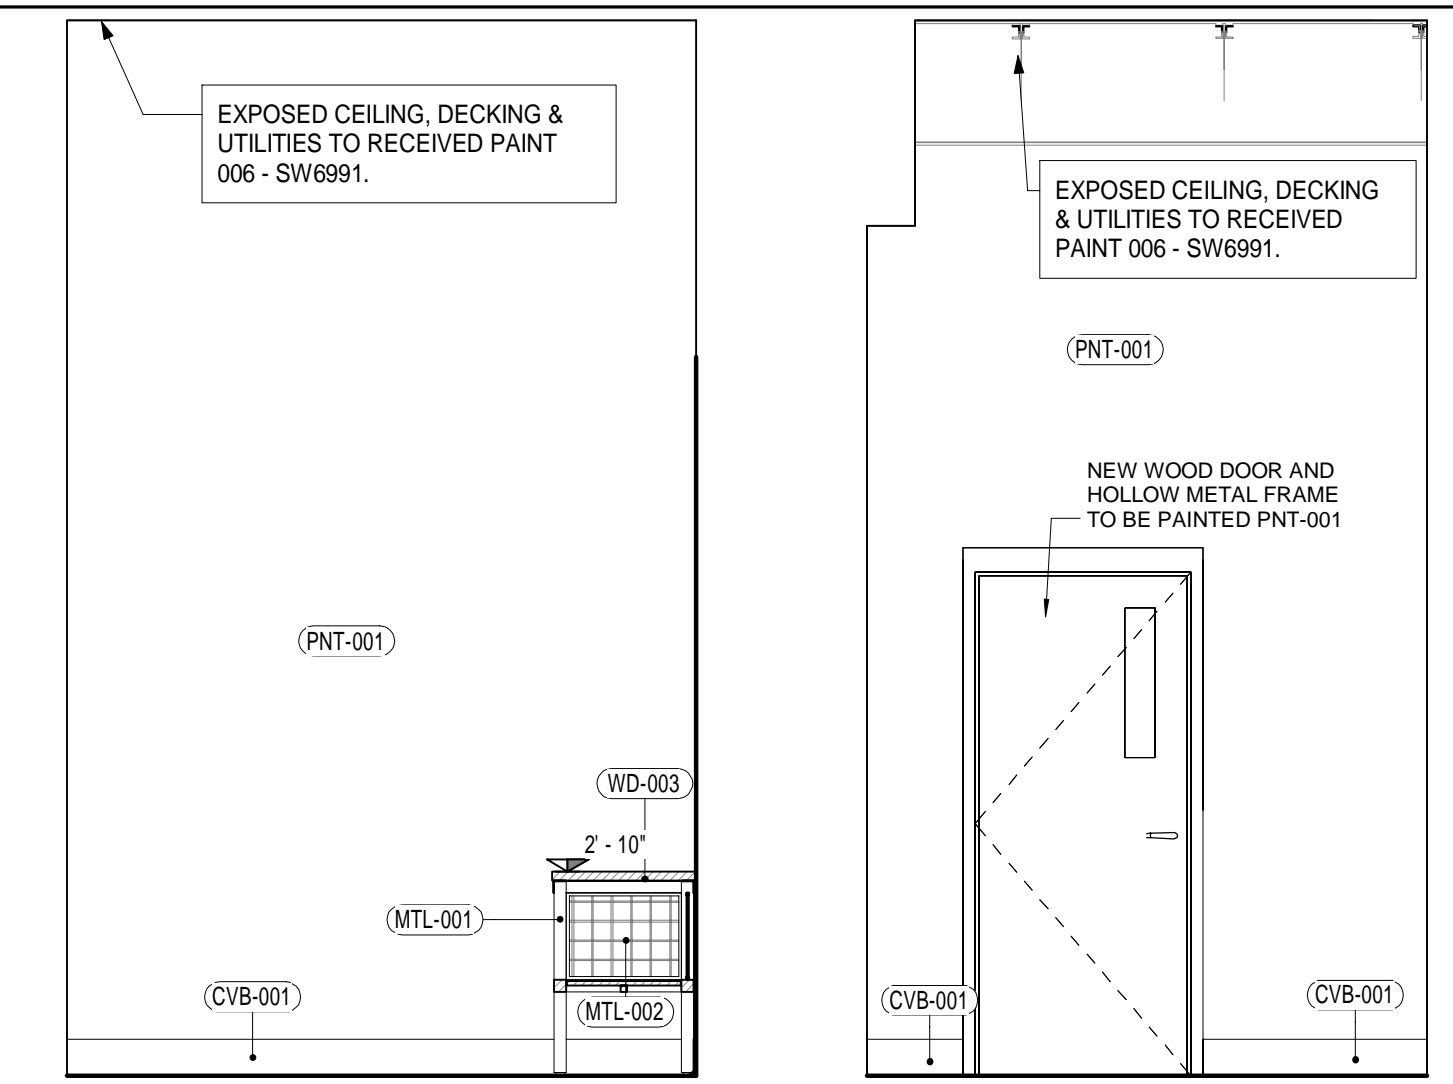 EXPOSED CEILING, DECKING &
UTILITIES TO RECEIVED PAINT
006 - SW6991.
PNT-001
WD-003
2' - 10"
MTL-001
CVB-001
MTL-002
EXPOSED CEILING, DECKING
& UTILITIES TO RECEIVED
PAINT 006 - SW6991.
PNT-001
NEW WOOD DOOR AND
HOLLOW METAL FRAME
TO BE PAINTED PNT-001
CVB-001
CVB-001